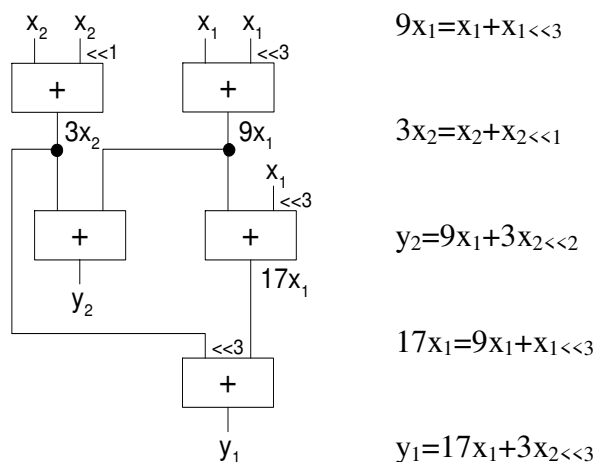 x₂ x₂ x₁ x₁
<<1 <<3
+ +
3x₂ 9x₁
x₁
<<3
+ +
y₂ 17x₁
<<3
+
y₁
9x₁=x₁+x₁<<3
3x₂=x₂+x₂<<1
y₂=9x₁+3x₂<<2
17x₁=9x₁+x₁<<3
y₁=17x₁+3x₂<<3